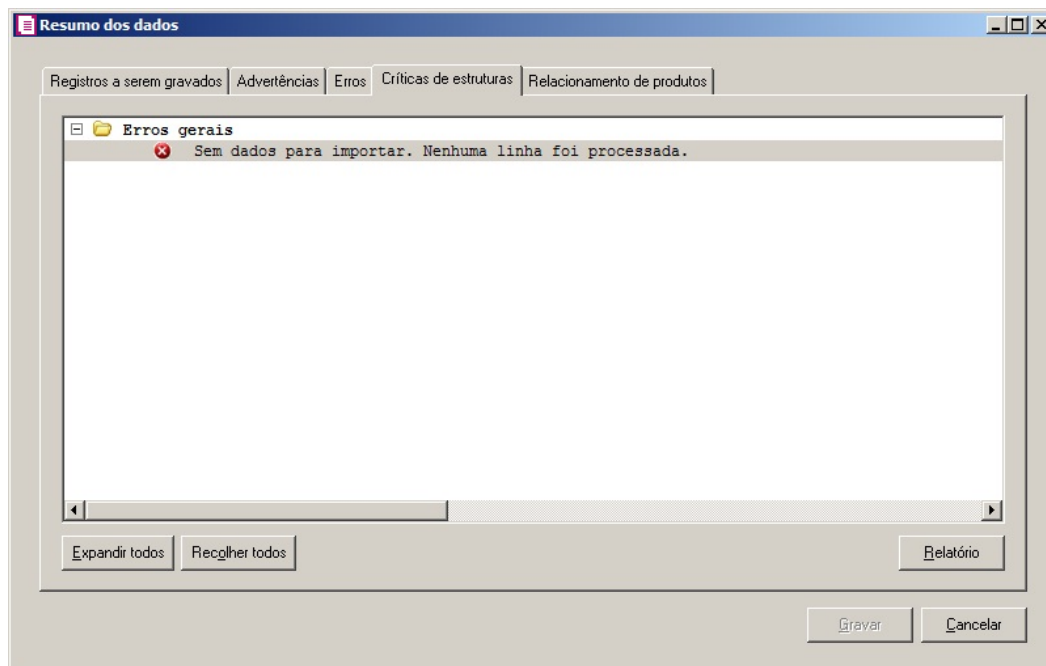 Resumo dos dados
Registros a serem gravados Advertências Erros Críticas de estruturas Relacionamento de produtos
Erros gerais
Sem dados para importar. Nenhuma linha foi processada.
Expandir todos Recolher todos Relatório
Gravar Cancelar